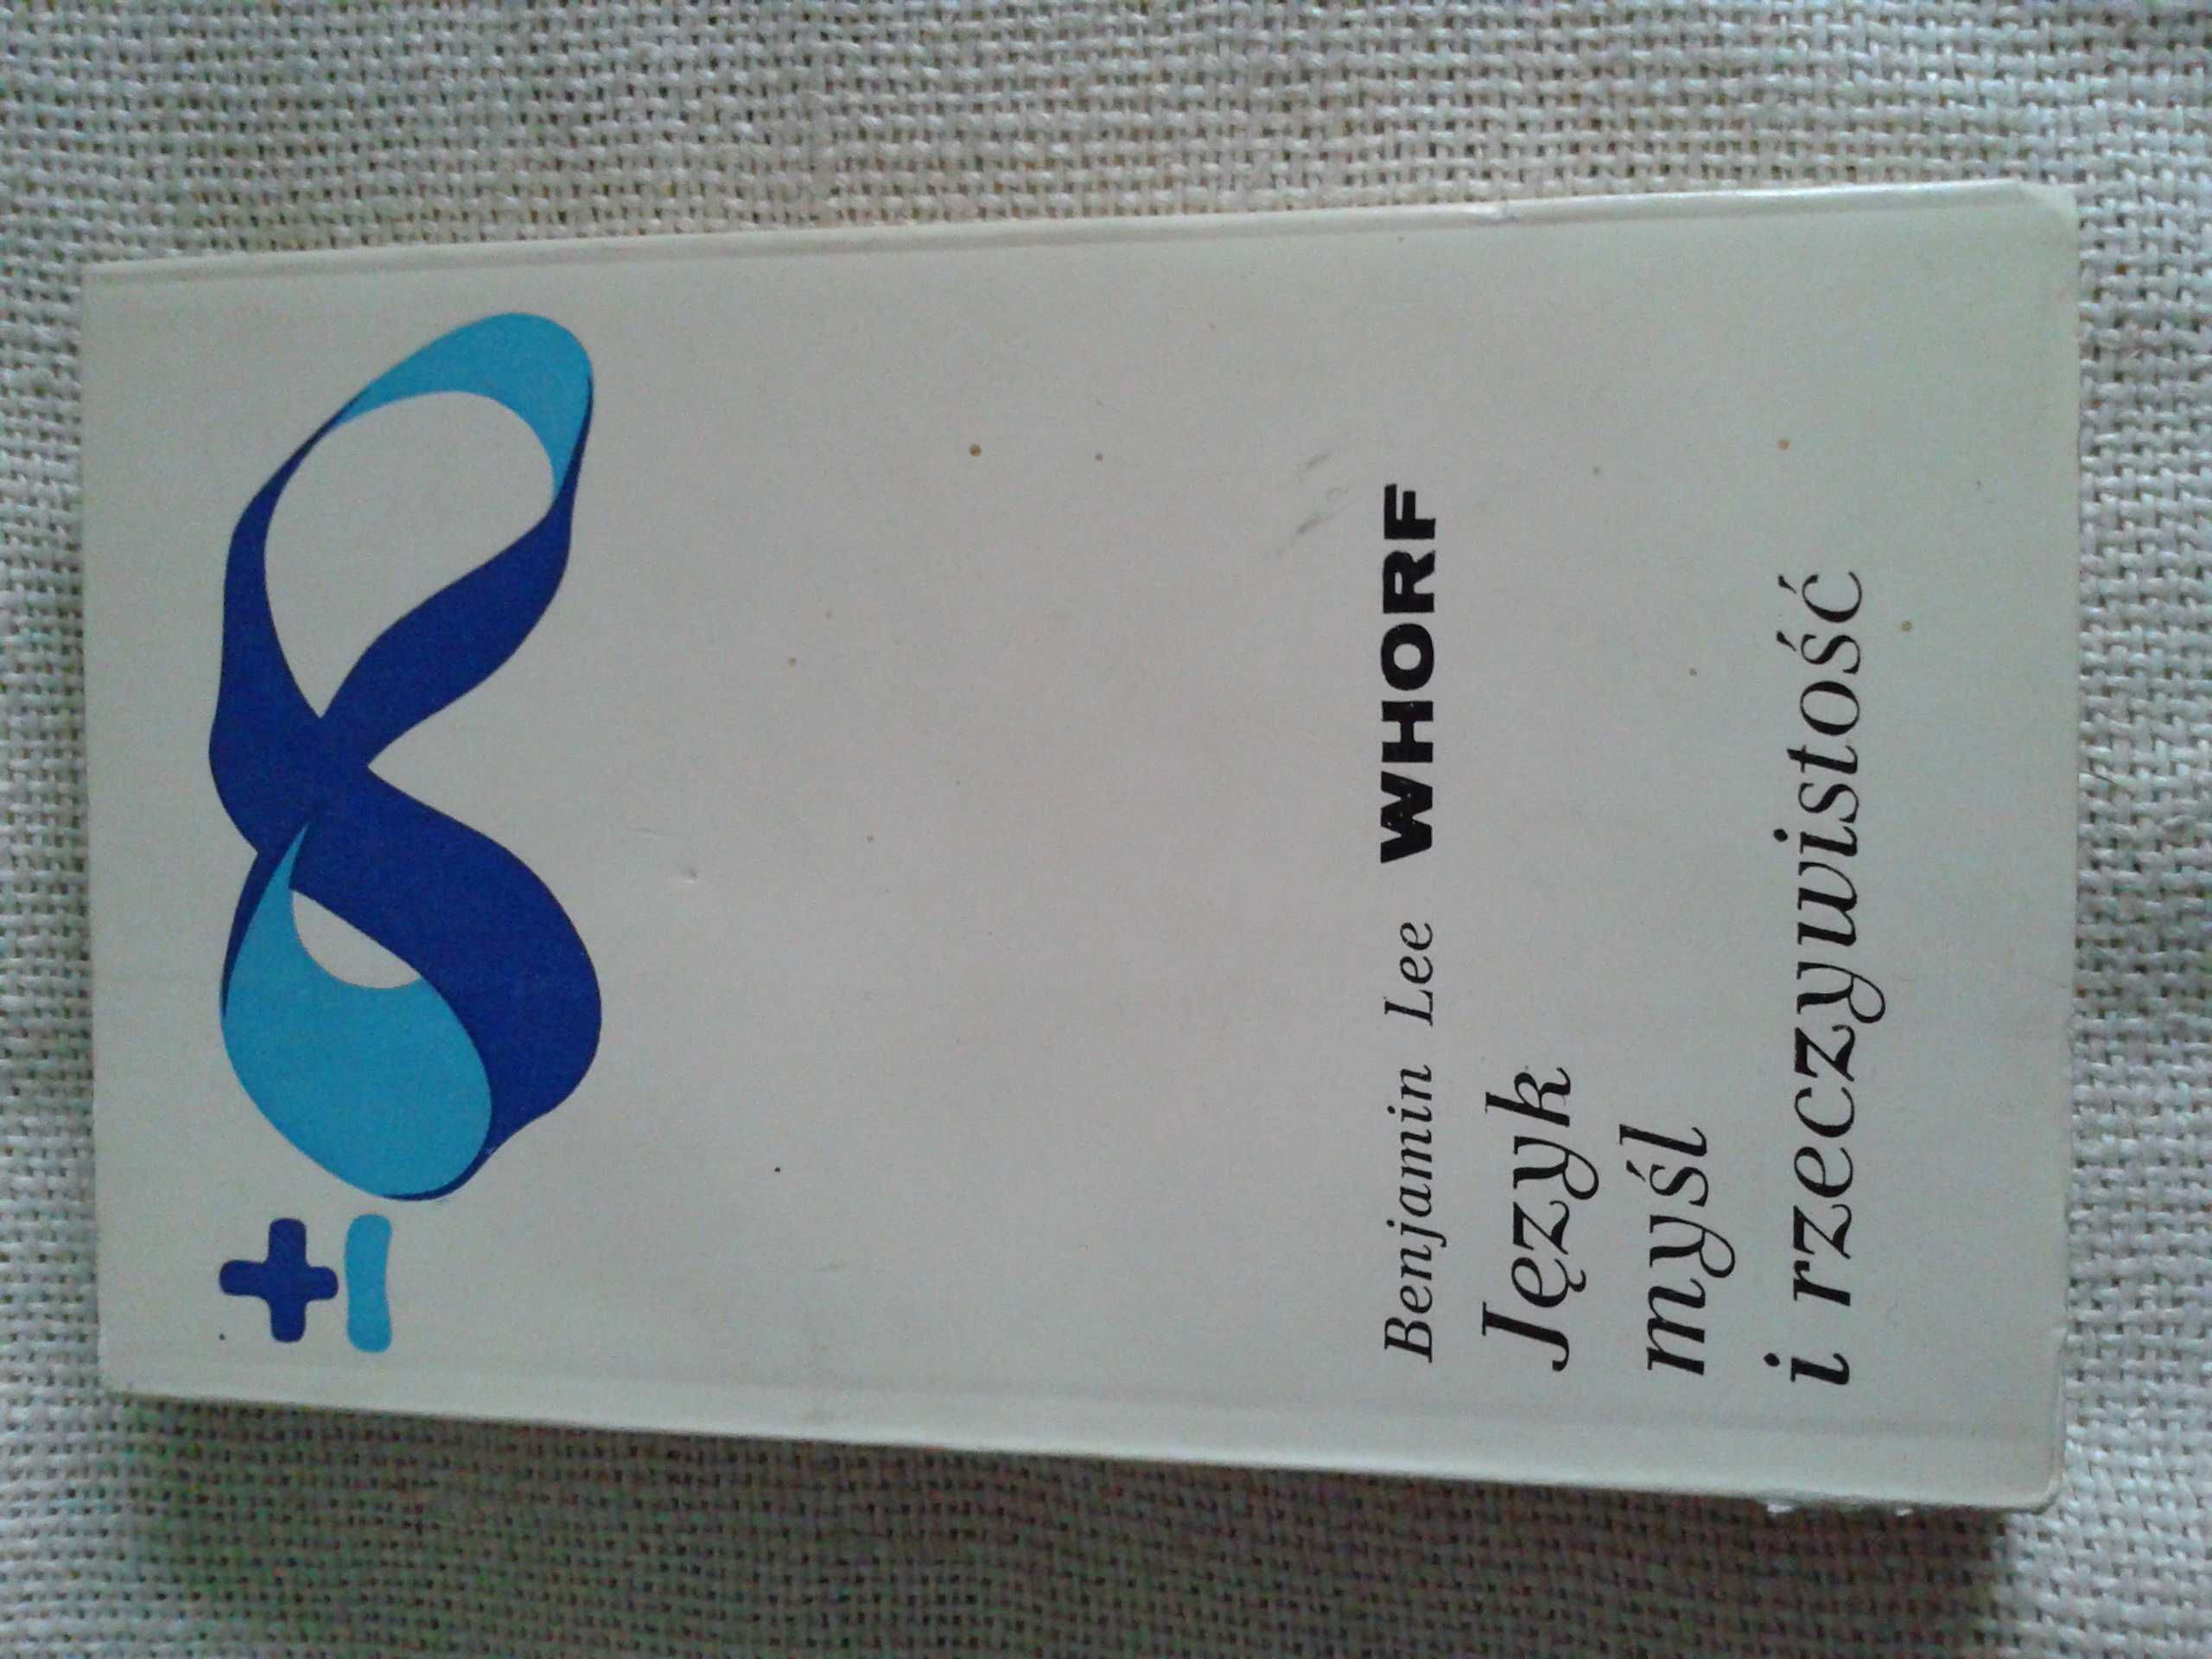 Benjamin Lee WHORF
Język
myśl
i rzeczywistość